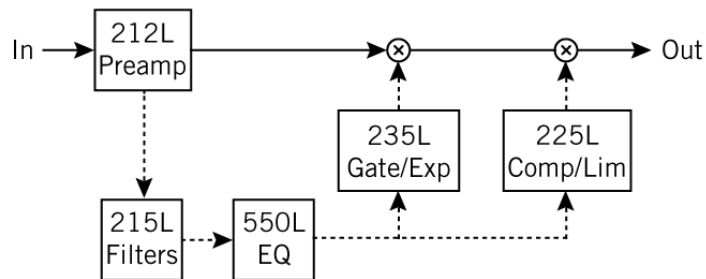 In
212L
Preamp
Out
235L
Gate/Exp
225L
Comp/Lim
215L
Filters
550L
EQ